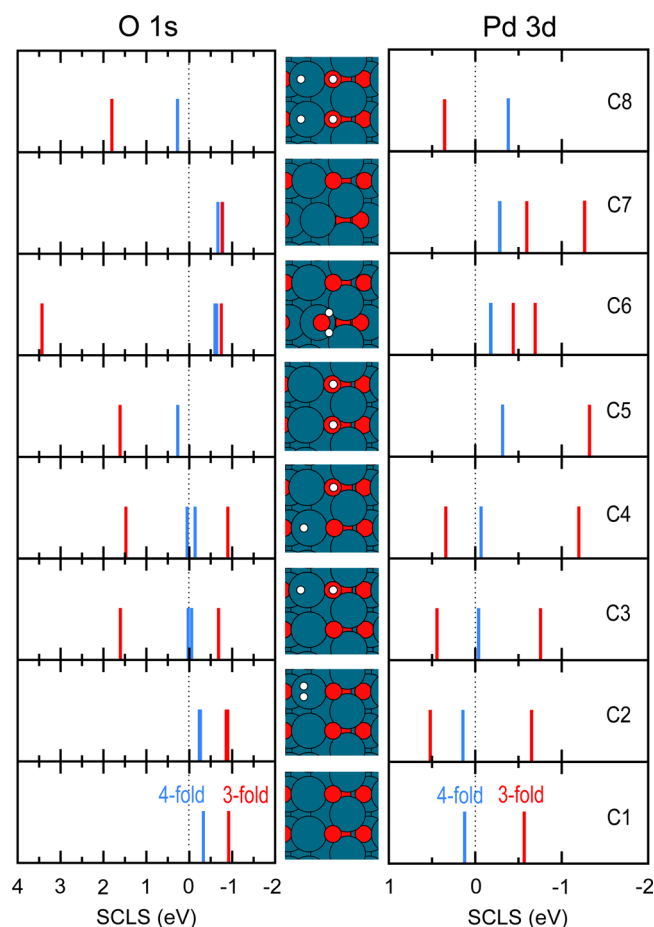 O 1s Pd 3d
C8
C7
C6
C5
C4
C3
C2
4-fold 3-fold 4-fold 3-fold C1
4 3 2 1 0 -1 -2 1 0 -1 -2
SCLS (eV) SCLS (eV)